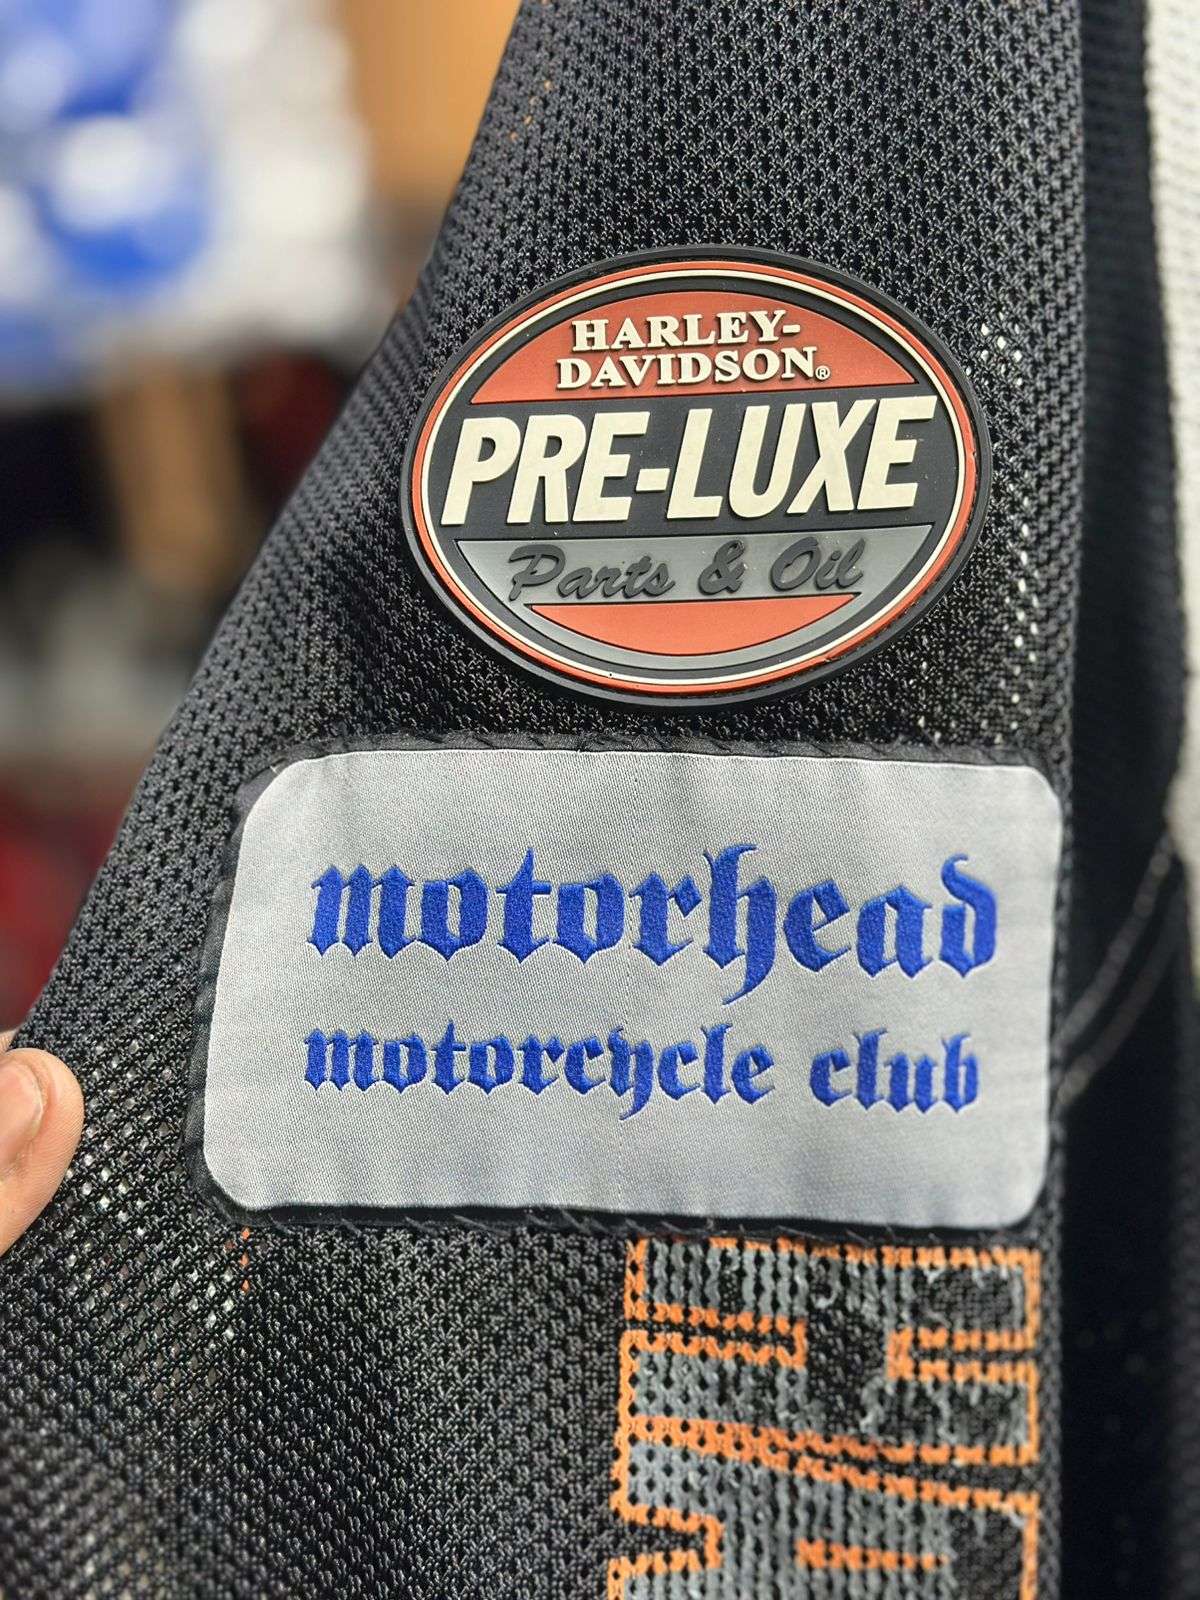 HARLEY-
DAVIDSON®
PRE-LUXE
Parts & Oil
motorhead
motorcycle club